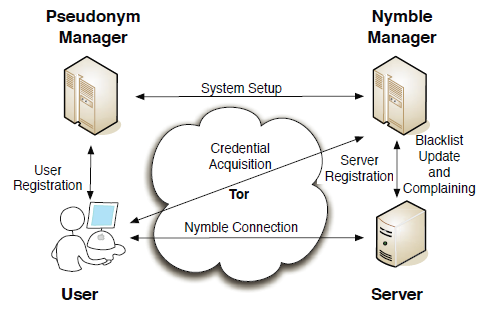 Pseudonym
Manager
Nymble
Manager
System Setup
Credential
Acquisition
User
Registration
Server
Registration
Blacklist
Update
and
Complaining
Tor
Nymble Connection
User
Server